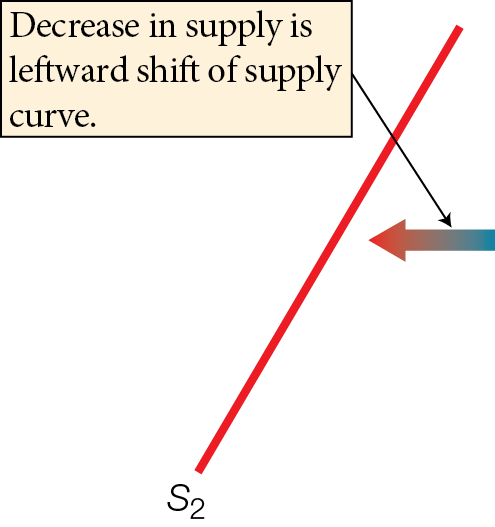 Decrease in supply is
leftward shift of supply
curve.
S₂